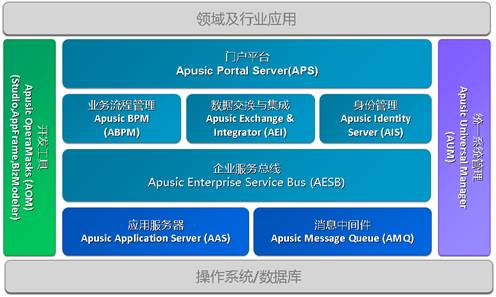 领域及行业应用
开发工具
Apusic OperaMasks (AOM)
(Studio,AppFrame,BizModeler)
门户平台
Apusic Portal Server(APS)
业务流程管理
Apusic BPM
(ABPM)
数据交换与集成
Apusic Exchange &
Integrator (AEI)
身份管理
Apusic Identity
Server (AIS)
企业服务总线
Apusic Enterprise Service Bus (AESB)
应用服务器
Apusic Application Server (AAS)
消息中间件
Apusic Message Queue (AMQ)
统一系统管理
Apusic Universal Manager
(AUM)
操作系统/数据库